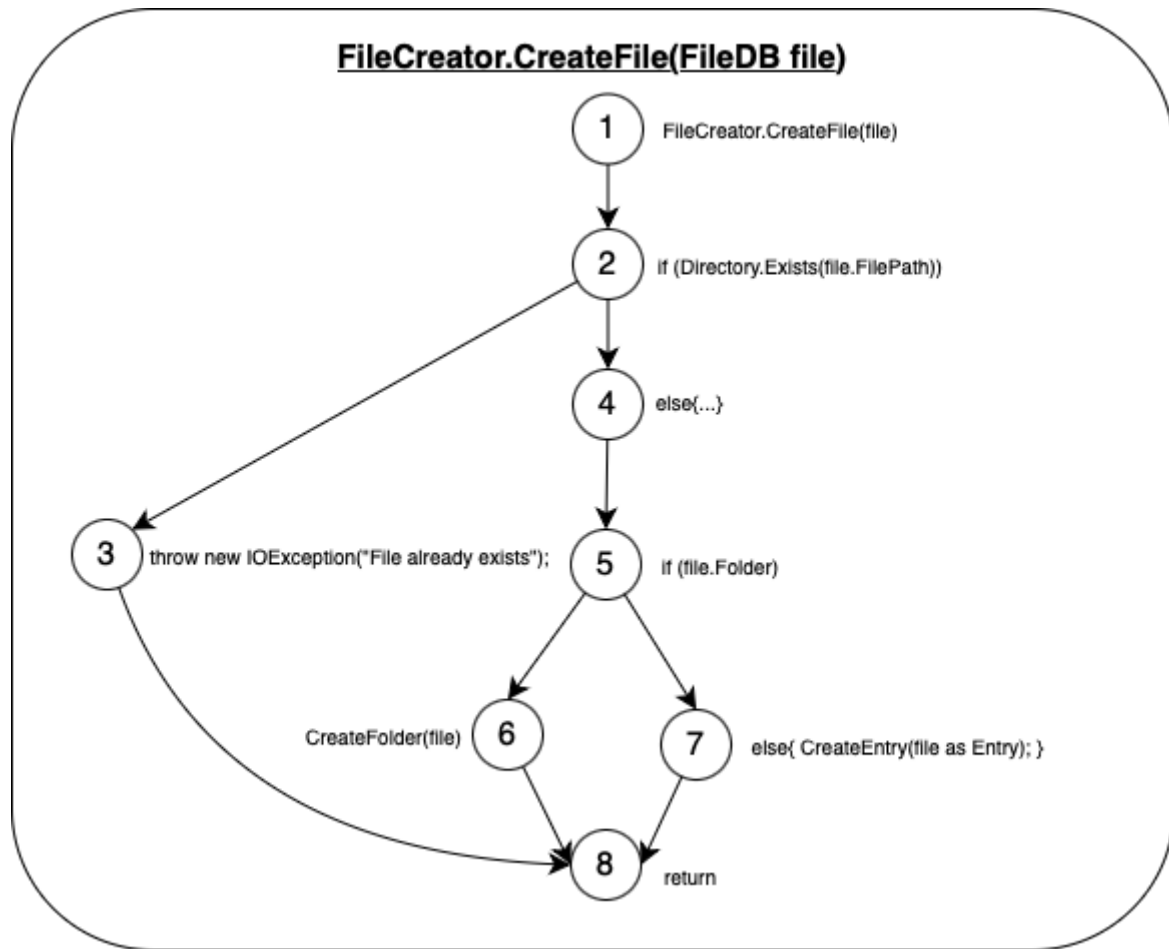 FileCreator.CreateFile(FileDB file)
1
FileCreator.CreateFile(file)
2
if (Directory.Exists(file.FilePath))
4
else{...}
3
throw new IOException("File already exists");
5
if (file.Folder)
CreateFolder(file)
6
7
else{ CreateEntry(file as Entry); }
8
return